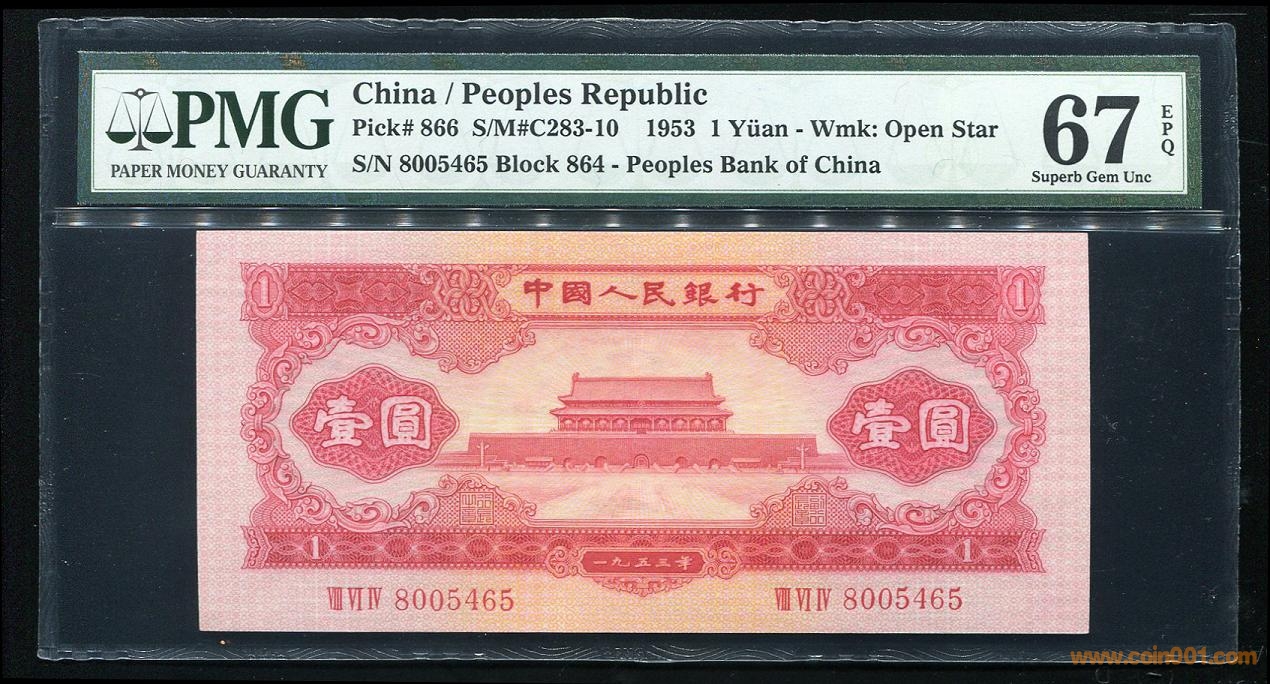 PMG
PAPER MONEY GUARANTY
China / Peoples Republic
Pick# 866 S/M#C283-10 1953 1 Yüan - Wmk: Open Star
S/N 8005465 Block 864 - Peoples Bank of China
67
EPQ
Superb Gem Unc
1 中國人民銀行 1
壹圓 壹圓
1 一九五三年 1
VIII VI IV 8005465 VIII VI IV 8005465
www.coin001.com